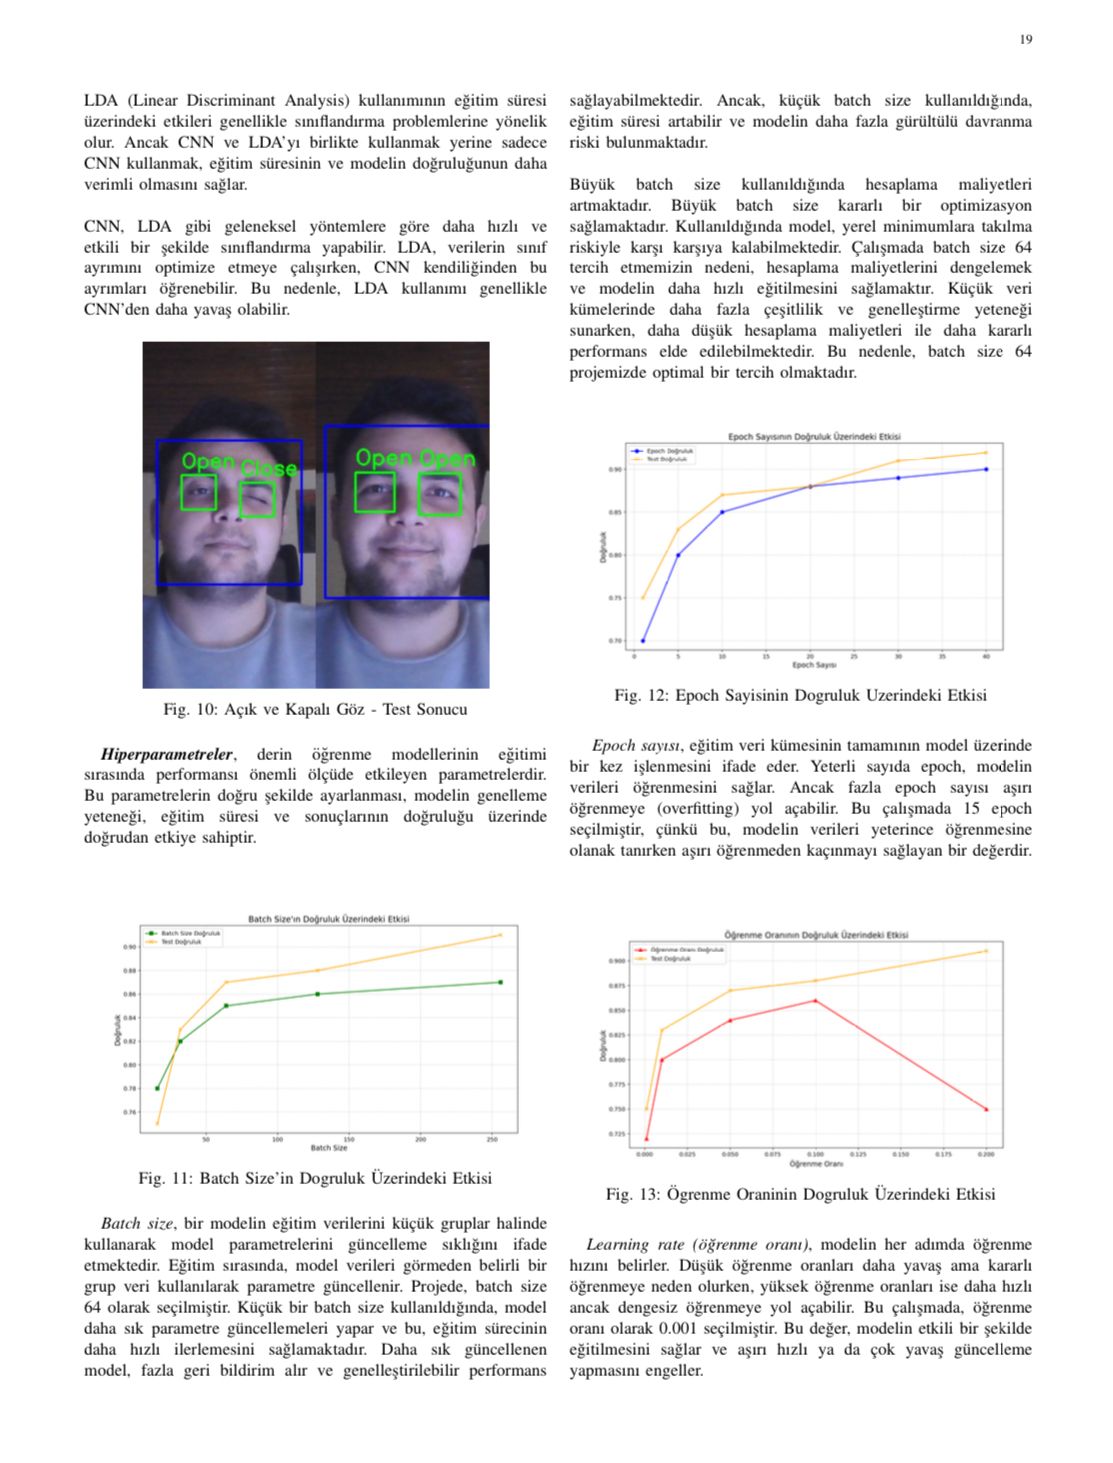 19
LDA (Linear Discriminant Analysis) kullanımının eğitim süresi
üzerindeki etkileri genellikle sınıflandırma problemlerine yönelik
olur. Ancak CNN ve LDA'yı birlikte kullanmak yerine sadece
CNN kullanmak, eğitim süresinin ve modelin doğruluğunun daha
verimli olmasını sağlar.
CNN, LDA gibi geleneksel yöntemlere göre daha hızlı ve
etkili bir şekilde sınıflandırma yapabilir. LDA, verilerin sınıf
ayrımını optimize etmeye çalışırken, CNN kendiliğinden bu
ayrımları öğrenebilir. Bu nedenle, LDA kullanımı genellikle
CNN'den daha yavaş olabilir.
Open Close Open Open
Fig. 10: Açık ve Kapalı Göz - Test Sonucu
Hiperparametreler, derin öğrenme modellerinin eğitimi
sırasında performansı önemli ölçüde etkileyen parametrelerdir.
Bu parametrelerin doğru şekilde ayarlanması, modelin genelleme
yeteneği, eğitim süresi ve sonuçlarının doğruluğu üzerinde
doğrudan etkiye sahiptir.
Batch Size'ın Doğruluk Üzerindeki Etkisi
Batch Size Doğruluk
Test Doğruluk
Doğruluk
0.90
0.88
0.86
0.84
0.82
0.80
0.78
0.76
50 100 150 200 250
Batch Size
Fig. 11: Batch Size'in Dogruluk Üzerindeki Etkisi
Batch size, bir modelin eğitim verilerini küçük gruplar halinde
kullanarak model parametrelerini güncelleme sıklığını ifade
etmektedir. Eğitim sırasında, model verileri görmeden belirli bir
grup veri kullanılarak parametre güncellenir. Projede, batch size
64 olarak seçilmiştir. Küçük bir batch size kullanıldığında, model
daha sık parametre güncellemeleri yapar ve bu, eğitim sürecinin
daha hızlı ilerlemesini sağlamaktadır. Daha sık güncellenen
model, fazla geri bildirim alır ve genelleştirilebilir performans
sağlayabilmektedir. Ancak, küçük batch size kullanıldığında,
eğitim süresi artabilir ve modelin daha fazla gürültülü davranma
riski bulunmaktadır.
Büyük batch size kullanıldığında hesaplama maliyetleri
artmaktadır. Büyük batch size kararlı bir optimizasyon
sağlamaktadır. Kullanıldığında model, yerel minimumlara takılma
riskiyle karşı karşıya kalabilmektedir. Çalışmada batch size 64
tercih etmemizin nedeni, hesaplama maliyetlerini dengelemek
ve modelin daha hızlı eğitilmesini sağlamaktır. Küçük veri
kümelerinde daha fazla çeşitlilik ve genelleştirme yeteneği
sunarken, daha düşük hesaplama maliyetleri ile daha kararlı
performans elde edilebilmektedir. Bu nedenle, batch size 64
projemizde optimal bir tercih olmaktadır.
Epoch Sayısının Doğruluk Üzerindeki Etkisi
Epoch Doğruluk
Test Doğruluk
Doğruluk
0.90
0.85
0.80
0.75
0.70
0 5 10 15 20 25 30 35 40
Epoch Sayısı
Fig. 12: Epoch Sayisinin Dogruluk Uzerindeki Etkisi
Epoch sayısı, eğitim veri kümesinin tamamının model üzerinde
bir kez işlenmesini ifade eder. Yeterli sayıda epoch, modelin
verileri öğrenmesini sağlar. Ancak fazla epoch sayısı aşırı
öğrenmeye (overfitting) yol açabilir. Bu çalışmada 15 epoch
seçilmiştir, çünkü bu, modelin verileri yeterince öğrenmesine
olanak tanırken aşırı öğrenmeden kaçınmayı sağlayan bir değerdir.
Öğrenme Oranının Doğruluk Üzerindeki Etkisi
Öğrenme Oranı Doğruluk
Test Doğruluk
Doğruluk
0.900
0.875
0.850
0.825
0.800
0.775
0.750
0.725
0.000 0.025 0.050 0.075 0.100 0.125 0.150 0.175 0.200
Öğrenme Oranı
Fig. 13: Ögrenme Oraninin Dogruluk Üzerindeki Etkisi
Learning rate (öğrenme oranı), modelin her adımda öğrenme
hızını belirler. Düşük öğrenme oranları daha yavaş ama kararlı
öğrenmeye neden olurken, yüksek öğrenme oranları ise daha hızlı
ancak dengesiz öğrenmeye yol açabilir. Bu çalışmada, öğrenme
oranı olarak 0.001 seçilmiştir. Bu değer, modelin etkili bir şekilde
eğitilmesini sağlar ve aşırı hızlı ya da çok yavaş güncelleme
yapmasını engeller.